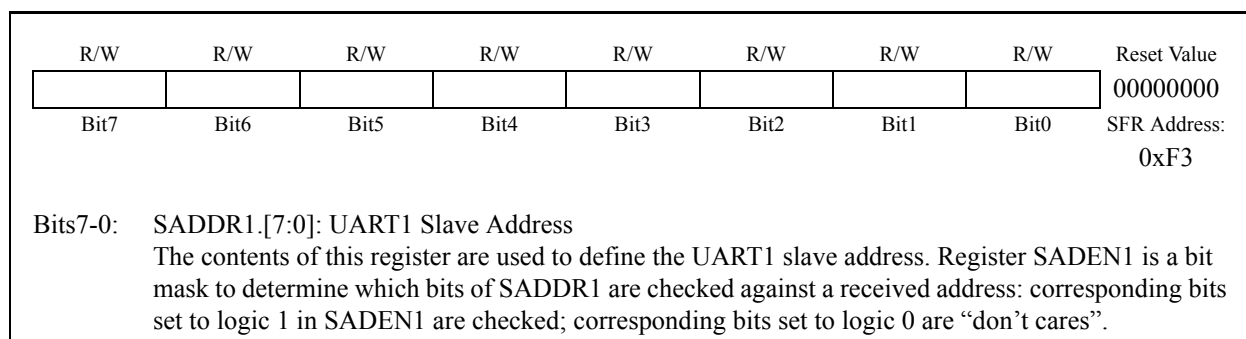 R/W R/W R/W R/W R/W R/W R/W R/W Reset Value
00000000
Bit7 Bit6 Bit5 Bit4 Bit3 Bit2 Bit1 Bit0 SFR Address:
0xF3
Bits7-0: SADDR1.[7:0]: UART1 Slave Address
The contents of this register are used to define the UART1 slave address. Register SADEN1 is a bit
mask to determine which bits of SADDR1 are checked against a received address: corresponding bits
set to logic 1 in SADEN1 are checked; corresponding bits set to logic 0 are “don’t cares”.